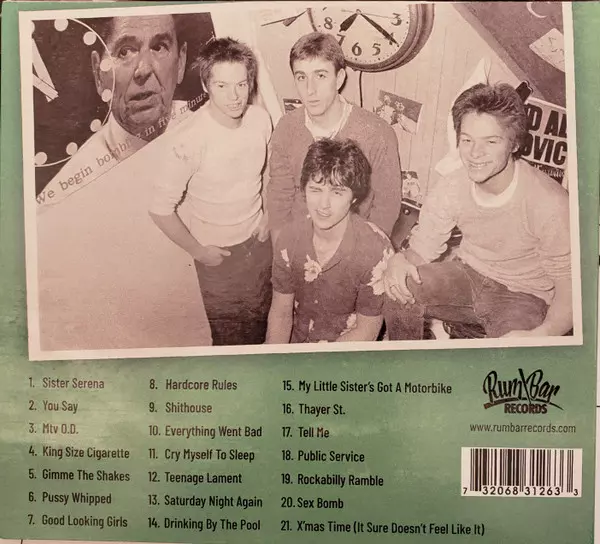 8
3
4
5
6
7
We begin bombing in five minutes
1. Sister Serena
2. You Say
3. Mtv O.D.
4. King Size Cigarette
5. Gimme The Shakes
6. Pussy Whipped
7. Good Looking Girls
8. Hardcore Rules
9. Shithouse
10. Everything Went Bad
11. Cry Myself To Sleep
12. Teenage Lament
13. Saturday Night Again
14. Drinking By The Pool
15. My Little Sister's Got A Motorbike
16. Thayer St.
17. Tell Me
18. Public Service
19. Rockabilly Ramble
20. Sex Bomb
21. X'mas Time (It Sure Doesn't Feel Like It)
Rum Bar
RECORDS
www.rumbarrecords.com
7 32068 31263 3